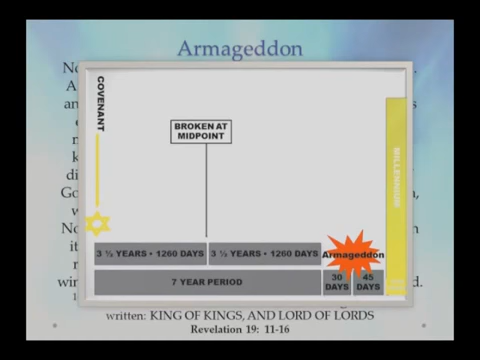 Armageddon
COVENANT
BROKEN AT
MIDPOINT
MILLENNIUM
3 ½ YEARS • 1260 DAYS
3 ½ YEARS • 1260 DAYS
Armageddon
7 YEAR PERIOD
30
DAYS
45
DAYS
written: KING OF KINGS, AND LORD OF LORDS
Revelation 19: 11-16